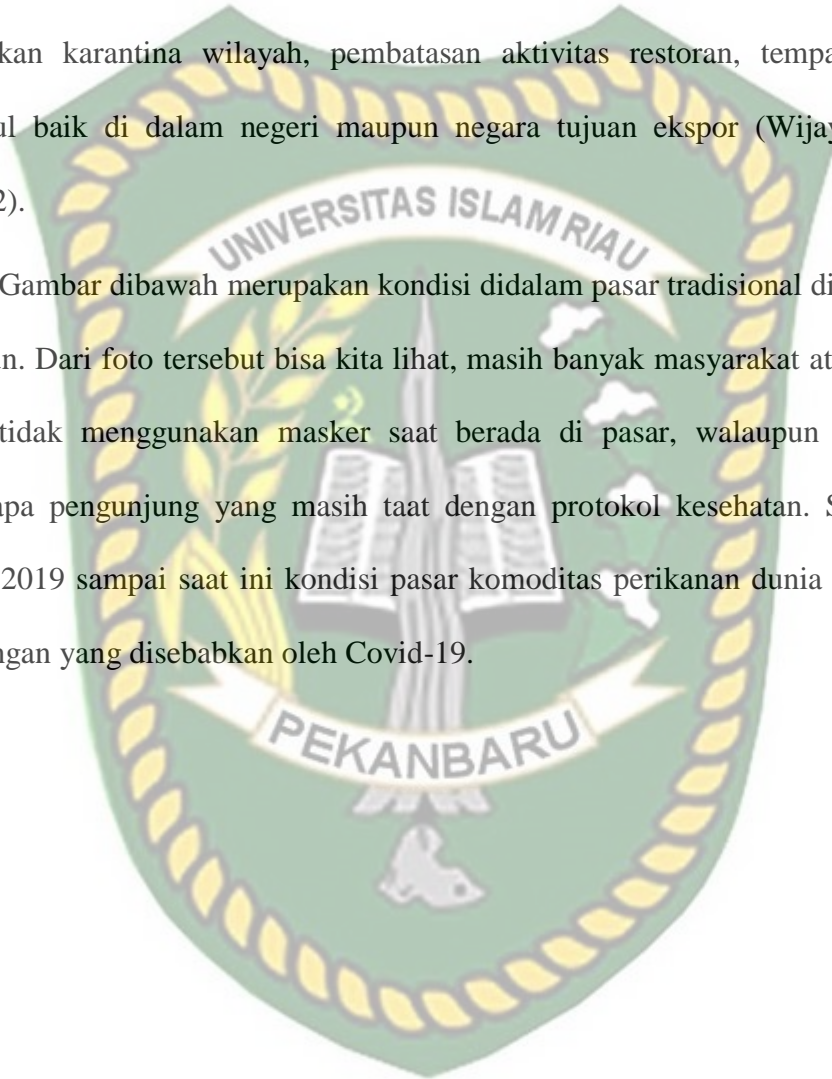 kan karantina wilayah, pembatasan aktivitas restoran, tempa
ul baik di dalam negeri maupun negara tujuan ekspor (Wijay
2).
UNIVERSITAS ISLAM RIAU
Gambar dibawah merupakan kondisi didalam pasar tradisional di
n. Dari foto tersebut bisa kita lihat, masih banyak masyarakat at
tidak menggunakan masker saat berada di pasar, walaupun
apa pengunjung yang masih taat dengan protokol kesehatan. S
2019 sampai saat ini kondisi pasar komoditas perikanan dunia
ngan yang disebabkan oleh Covid-19.
PEKANBARU